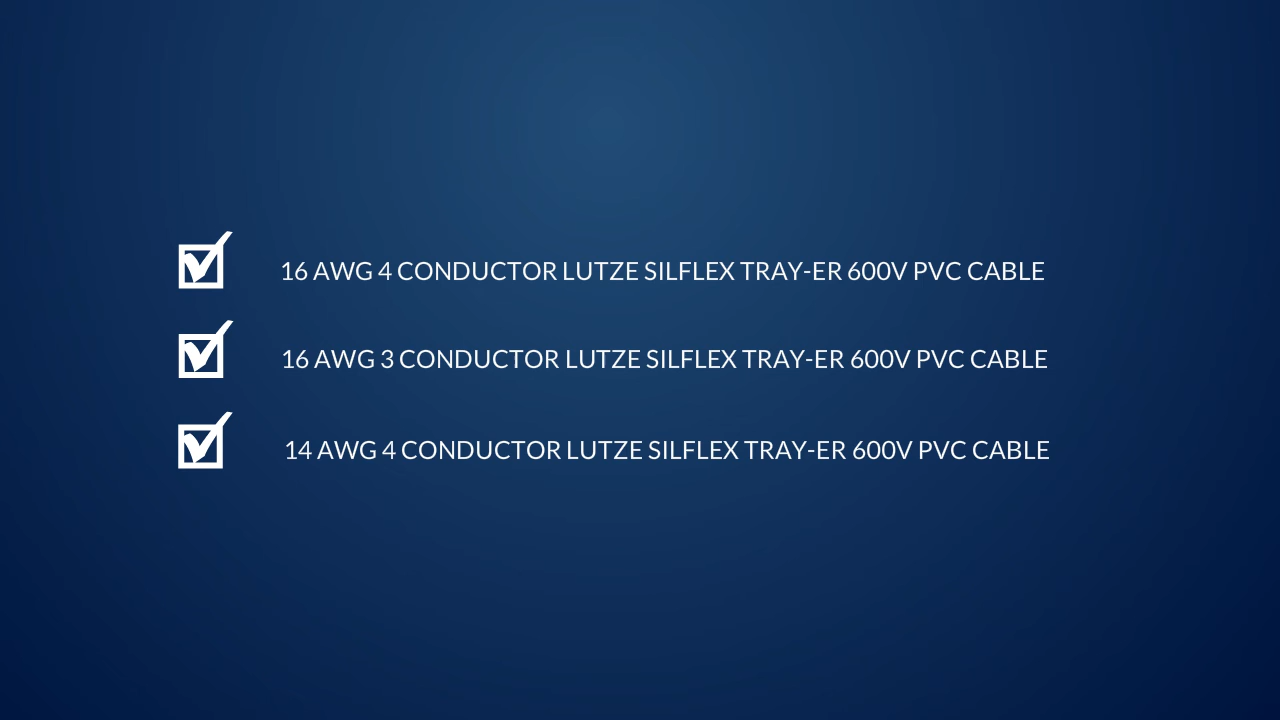 16 AWG 4 CONDUCTOR LUTZE SILFLEX TRAY-ER 600V PVC CABLE
16 AWG 3 CONDUCTOR LUTZE SILFLEX TRAY-ER 600V PVC CABLE
14 AWG 4 CONDUCTOR LUTZE SILFLEX TRAY-ER 600V PVC CABLE